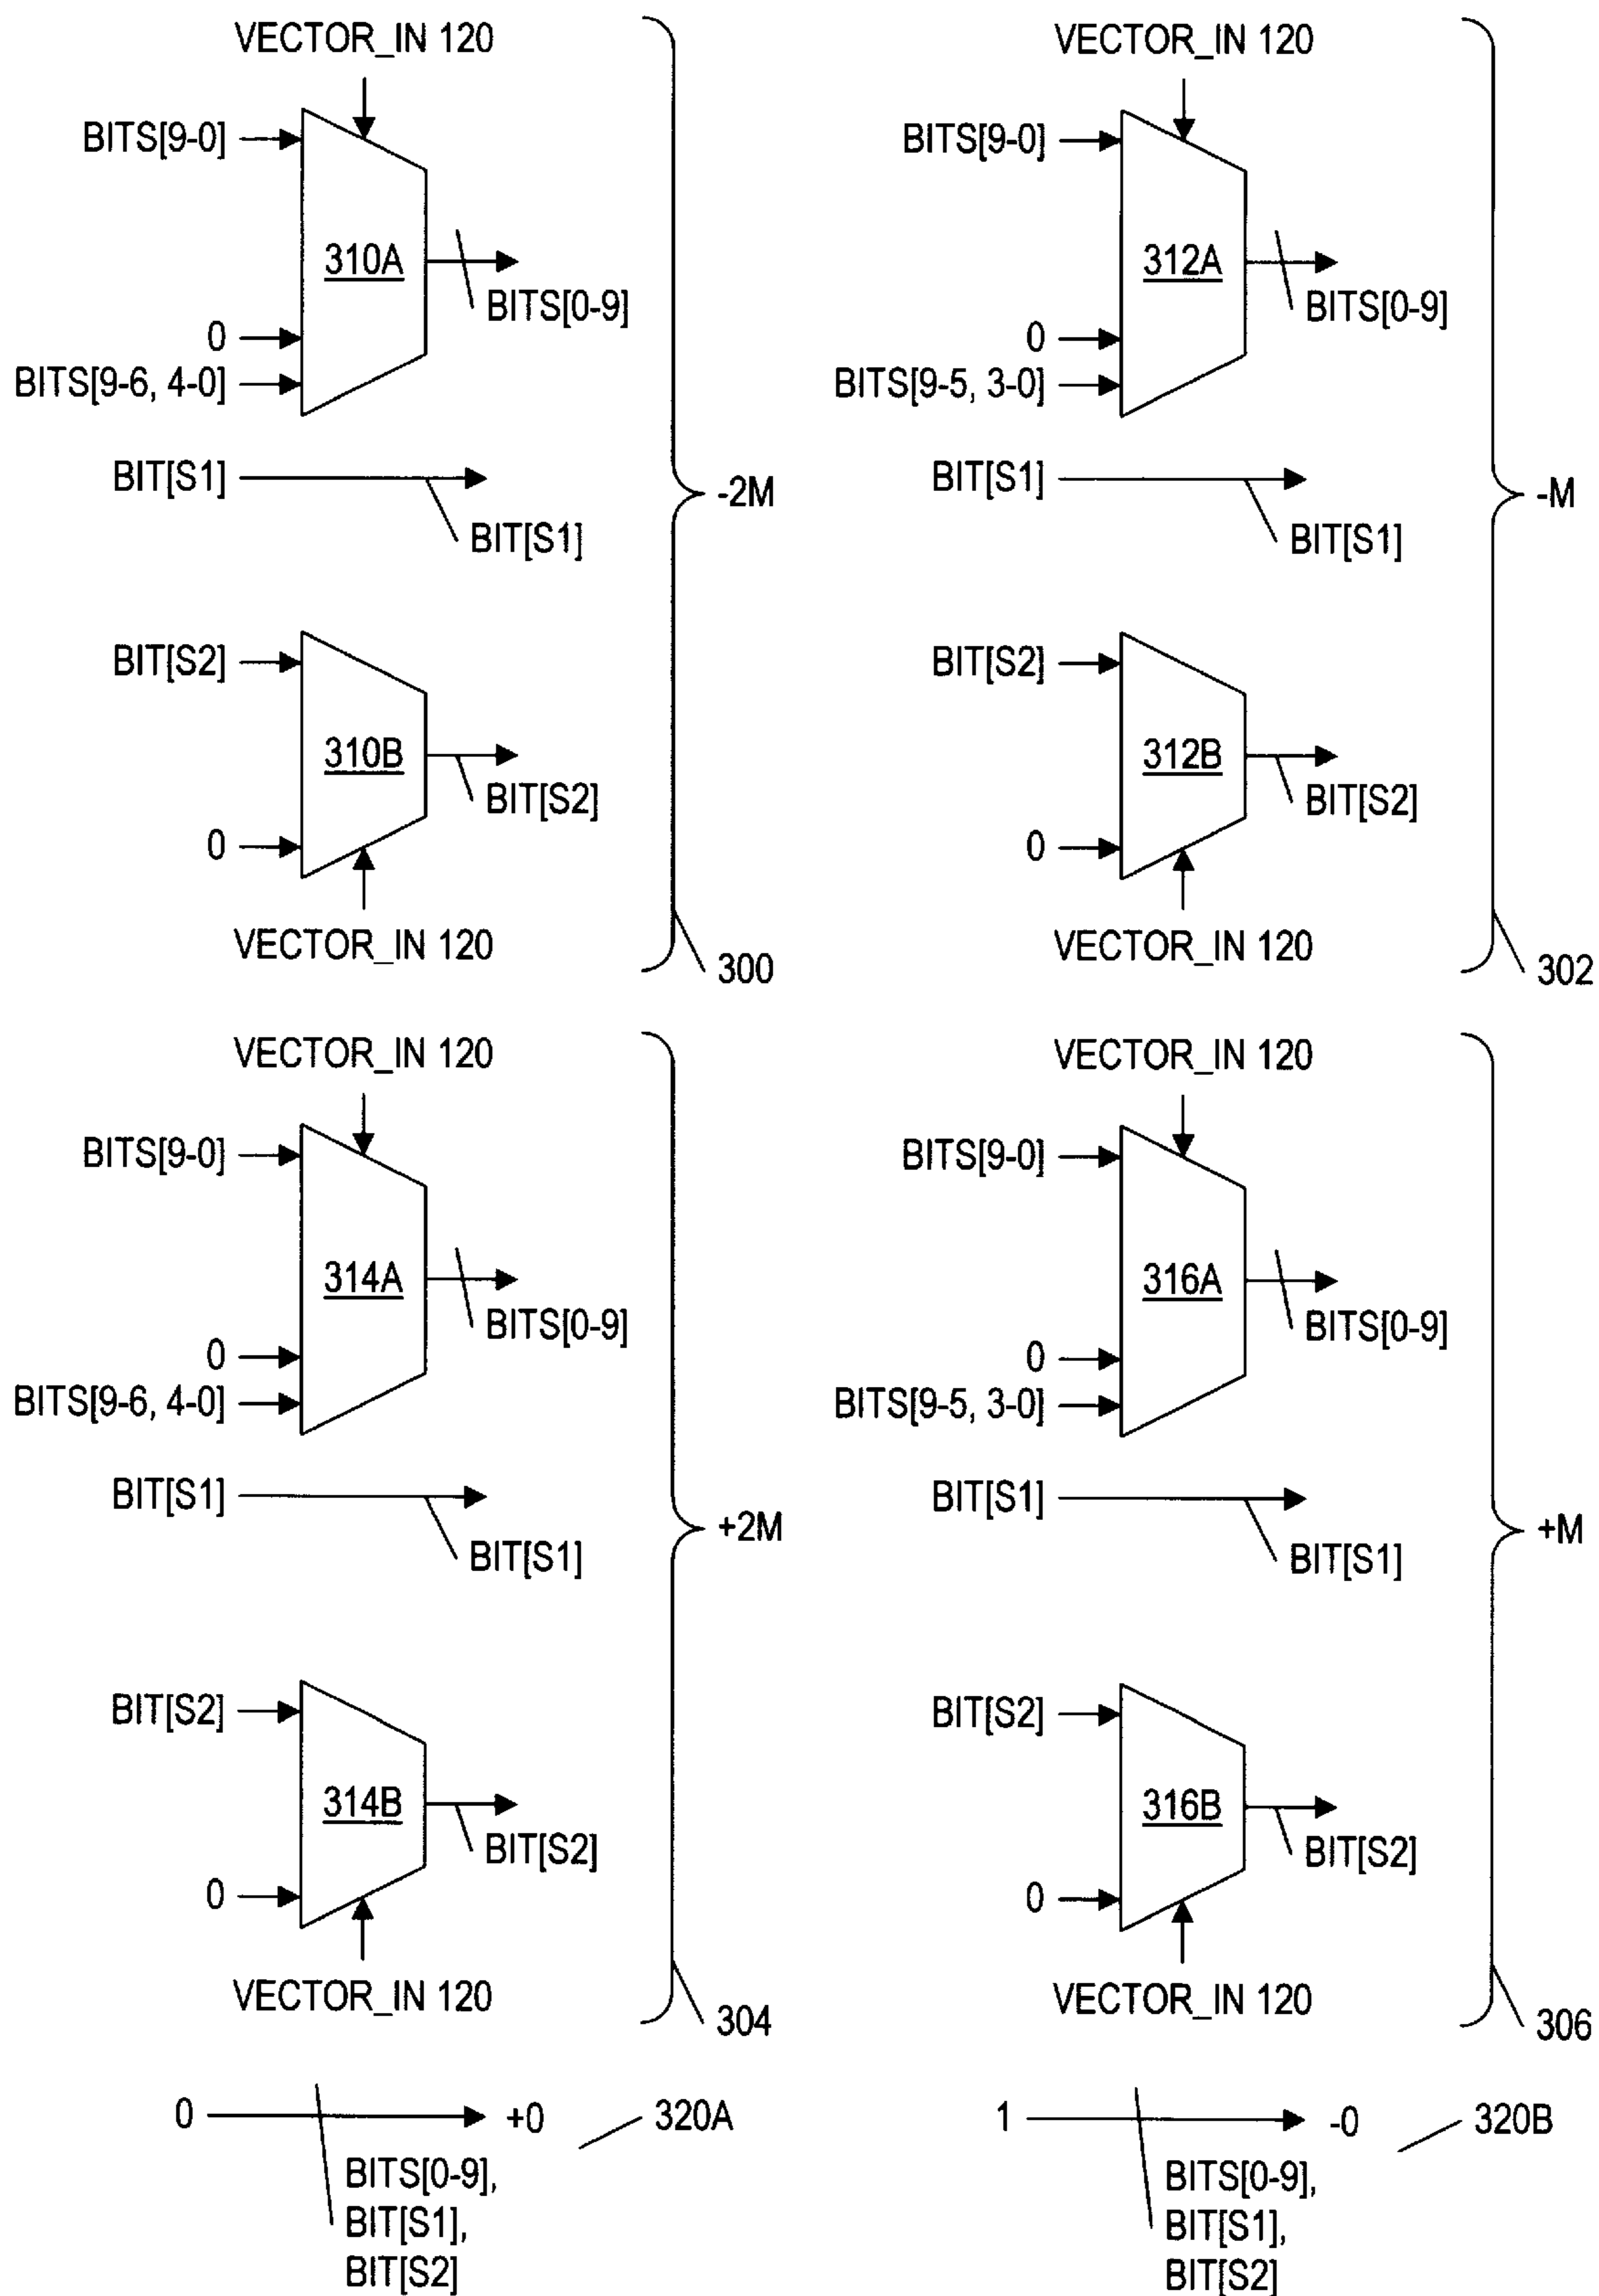 VECTOR_IN 120
BITS[9-0]
310A
BITS[0-9]
0
BITS[9-6, 4-0]
BIT[S1]
BIT[S1]
-2M
BIT[S2]
310B
BIT[S2]
0
VECTOR_IN 120
300
VECTOR_IN 120
BITS[9-0]
312A
BITS[0-9]
0
BITS[9-5, 3-0]
BIT[S1]
BIT[S1]
-M
BIT[S2]
312B
BIT[S2]
0
VECTOR_IN 120
302
VECTOR_IN 120
BITS[9-0]
314A
BITS[0-9]
0
BITS[9-6, 4-0]
BIT[S1]
BIT[S1]
+2M
BIT[S2]
314B
BIT[S2]
0
VECTOR_IN 120
304
VECTOR_IN 120
BITS[9-0]
316A
BITS[0-9]
0
BITS[9-5, 3-0]
BIT[S1]
BIT[S1]
+M
BIT[S2]
316B
BIT[S2]
0
VECTOR_IN 120
306
0
+0
320A
BITS[0-9],
BIT[S1],
BIT[S2]
1
-0
320B
BITS[0-9],
BIT[S1],
BIT[S2]